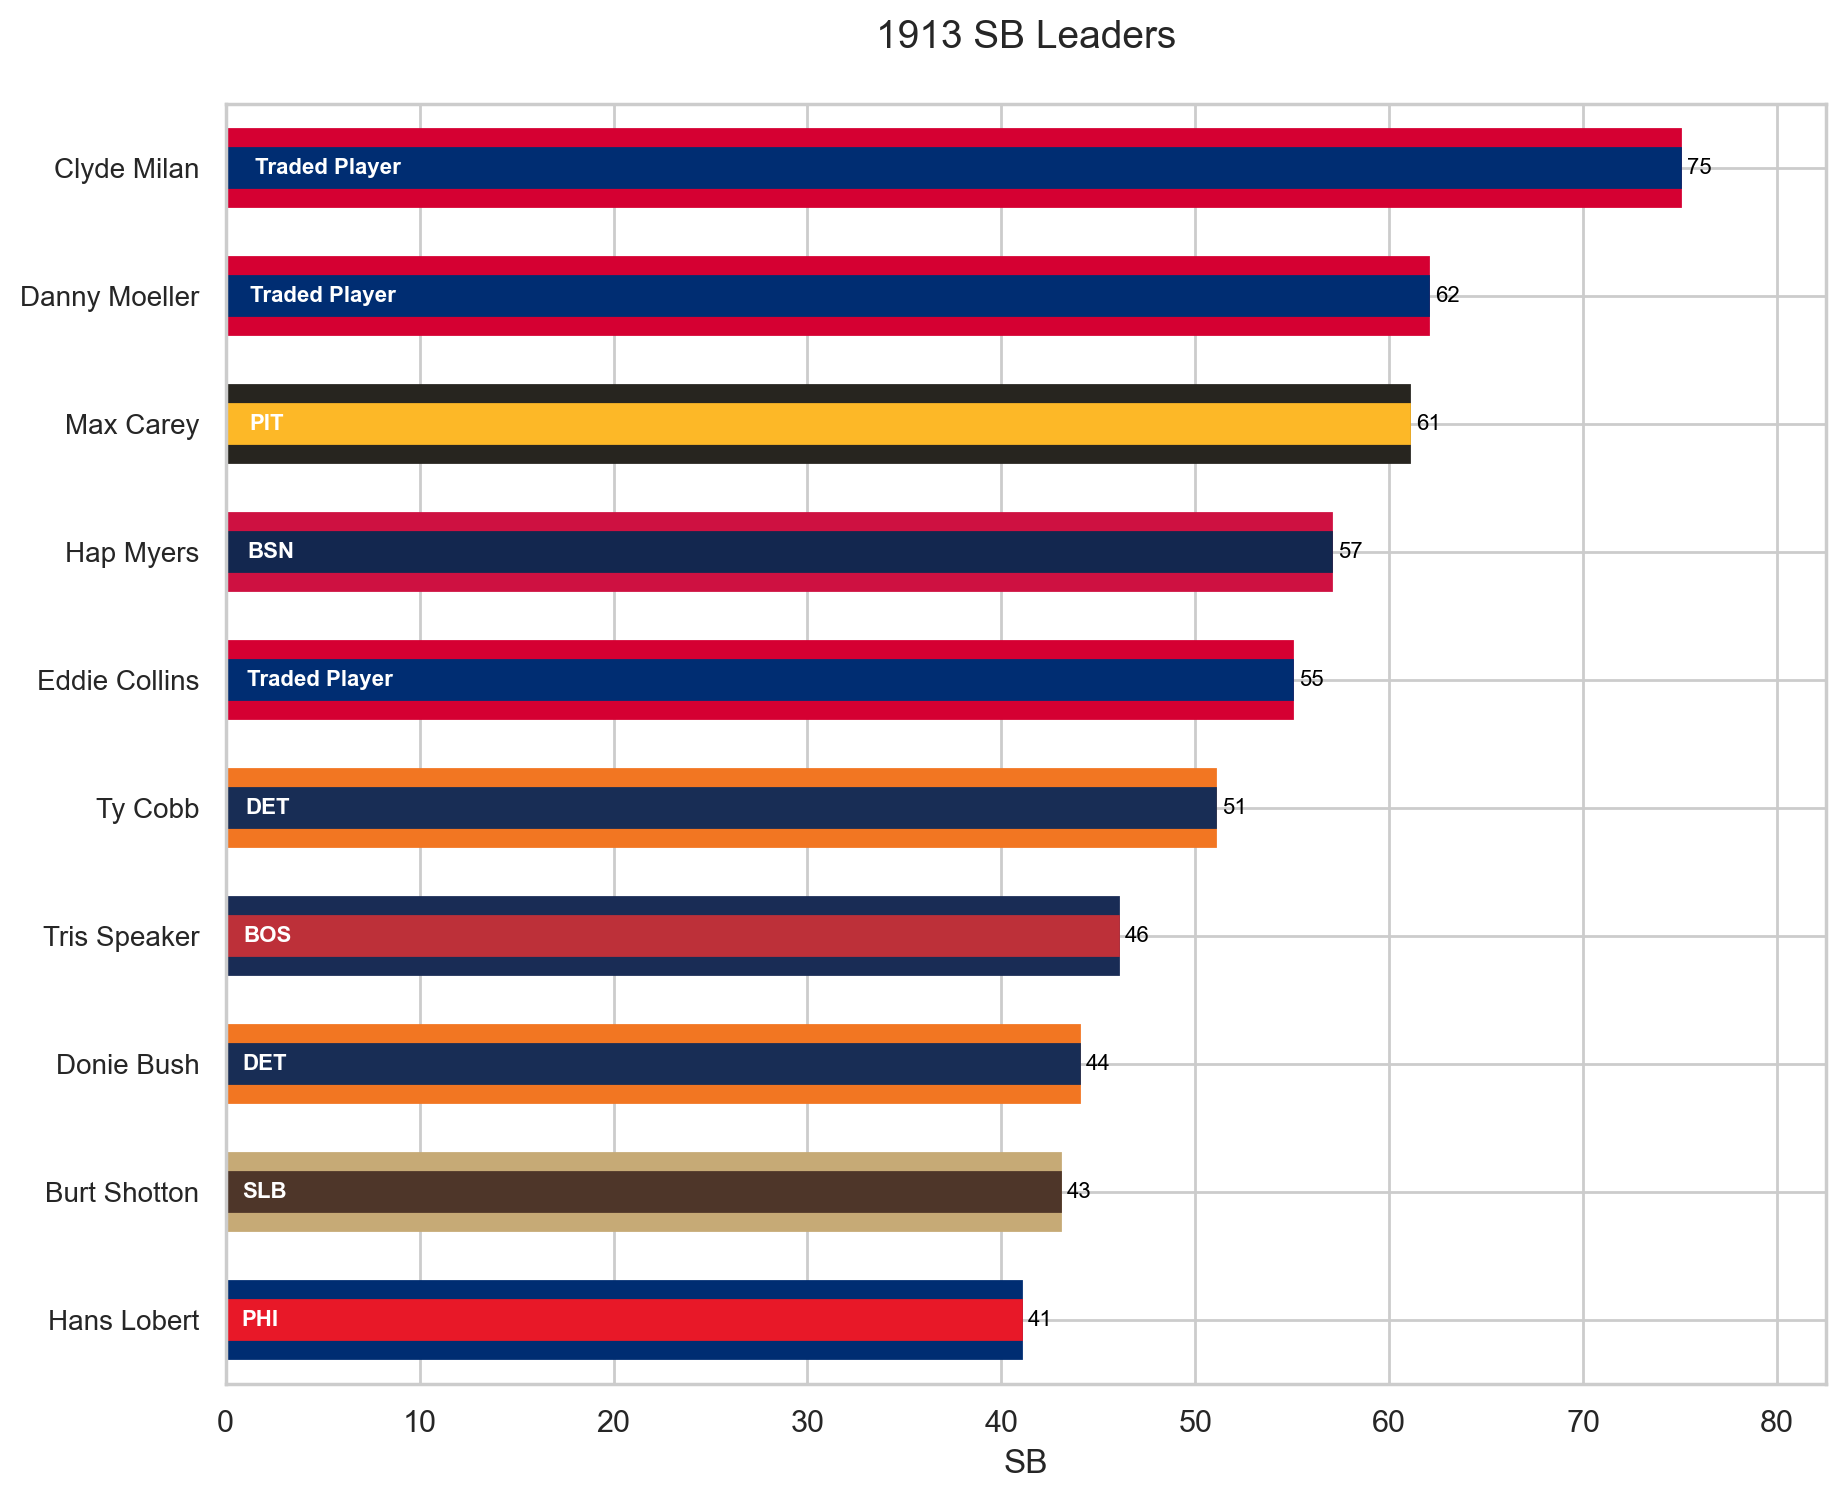 1913 SB Leaders
Clyde Milan
Traded Player
75
Danny Moeller
Traded Player
62
Max Carey
PIT
61
Hap Myers
BSN
57
Eddie Collins
Traded Player
55
Ty Cobb
DET
51
Tris Speaker
BOS
46
Donie Bush
DET
44
Burt Shotton
SLB
43
Hans Lobert
PHI
41
0 10 20 30 40 50 60 70 80
SB